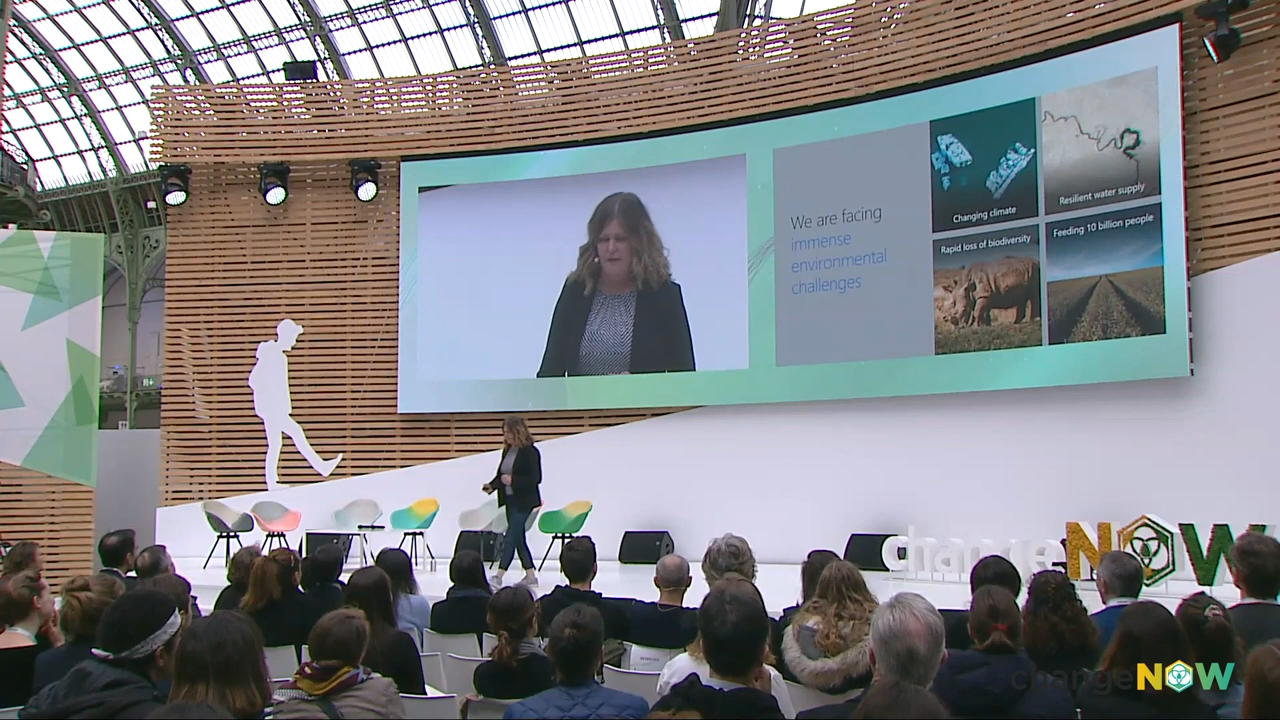 We are facing
immense
environmental
challenges
Changing climate
Resilient water supply
Rapid loss of biodiversity
Feeding 10 billion people
changeNOW
changeNOW